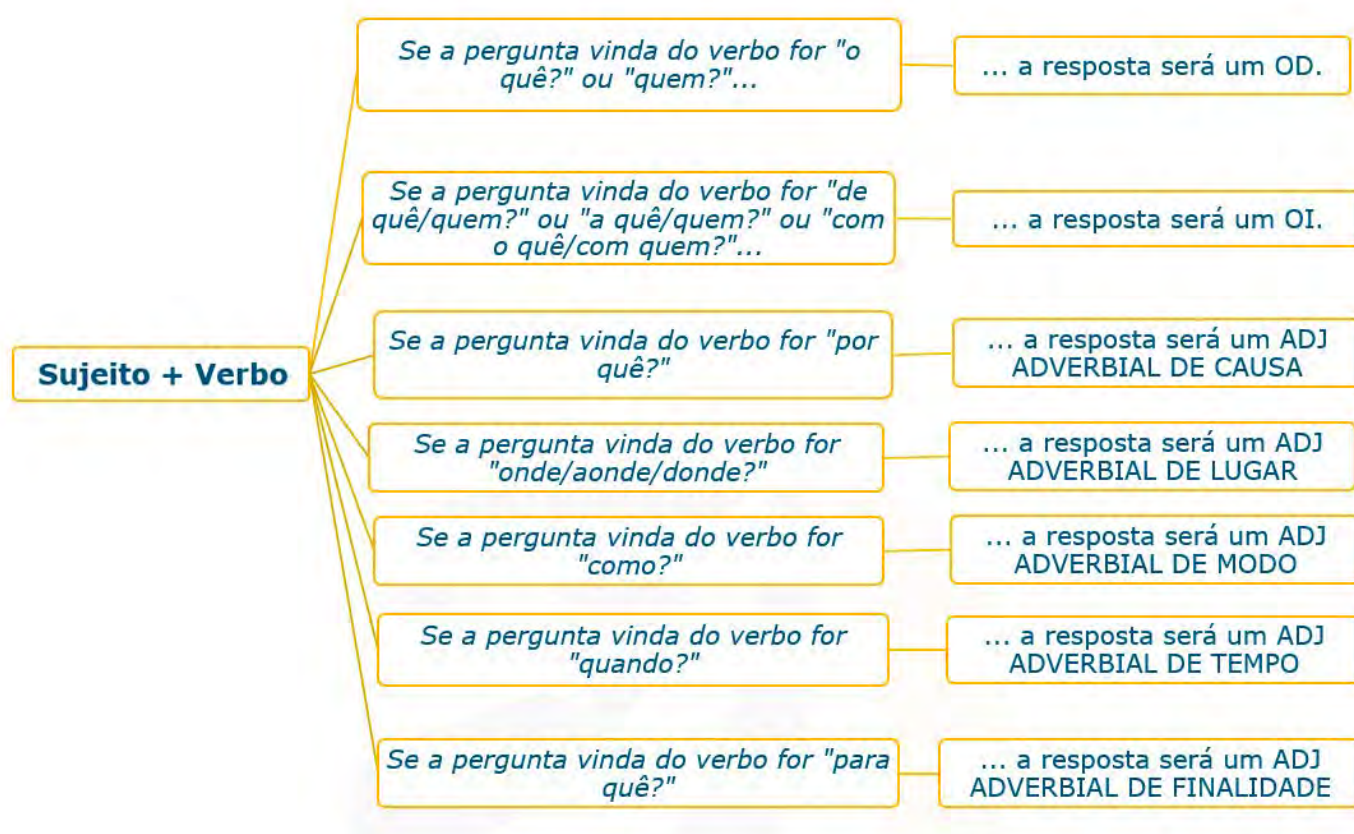 Se a pergunta vinda do verbo for "o
quê?" ou "quem?"...
... a resposta será um OD.
Se a pergunta vinda do verbo for "de
quê/quem?" ou "a quê/quem?" ou "com
o quê/com quem?"...
... a resposta será um OI.
Sujeito + Verbo
Se a pergunta vinda do verbo for "por
quê?"
... a resposta será um ADJ
ADVERBIAL DE CAUSA
Se a pergunta vinda do verbo for
"onde/aonde/donde?"
... a resposta será um ADJ
ADVERBIAL DE LUGAR
Se a pergunta vinda do verbo for
"como?"
... a resposta será um ADJ
ADVERBIAL DE MODO
Se a pergunta vinda do verbo for
"quando?"
... a resposta será um ADJ
ADVERBIAL DE TEMPO
Se a pergunta vinda do verbo for "para
quê?"
... a resposta será um ADJ
ADVERBIAL DE FINALIDADE